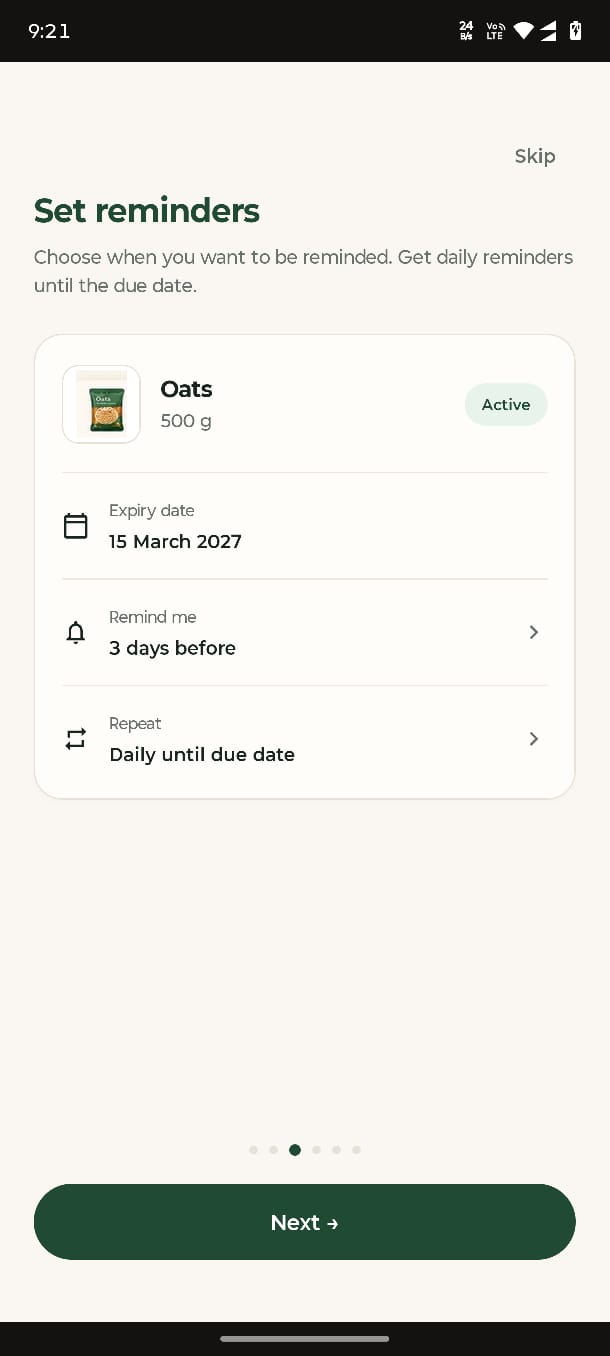 9:21
24
B/s
Vo
LTE
Skip
Set reminders
Choose when you want to be reminded. Get daily reminders
until the due date.
Oats
Oats
500 g
Active
Expiry date
15 March 2027
Remind me
3 days before
Repeat
Daily until due date
Next →